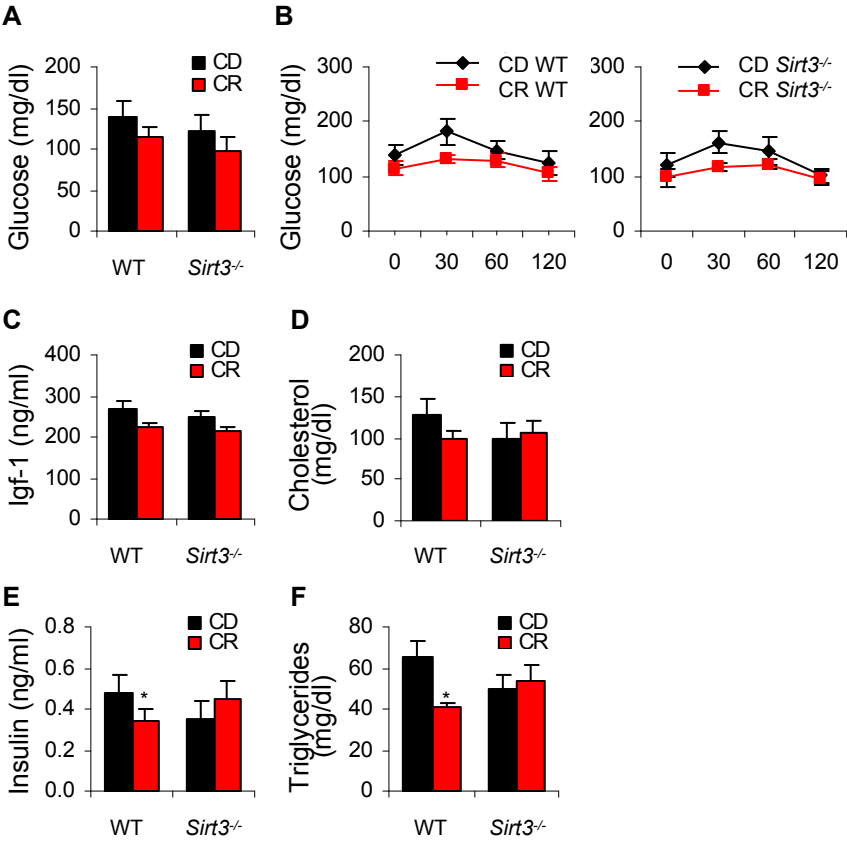 A
B
200
150
100
50
0
Glucose (mg/dl)
CD
CR
WT
Sirt3-/-
300
200
100
0
Glucose (mg/dl)
CD WT
CR WT
0 30 60 120
300
200
100
0
CD Sirt3-/-
CR Sirt3-/-
0 30 60 120
C
D
400
300
200
100
0
Igf-1 (ng/ml)
CD
CR
WT
Sirt3-/-
200
150
100
50
0
Cholesterol
(mg/dl)
CD
CR
WT
Sirt3-/-
E
F
0.8
0.6
0.4
0.2
0.0
Insulin (ng/ml)
CD
CR
*
WT
Sirt3-/-
80
60
40
20
0
Triglycerides
(mg/dl)
CD
CR
*
WT
Sirt3-/-